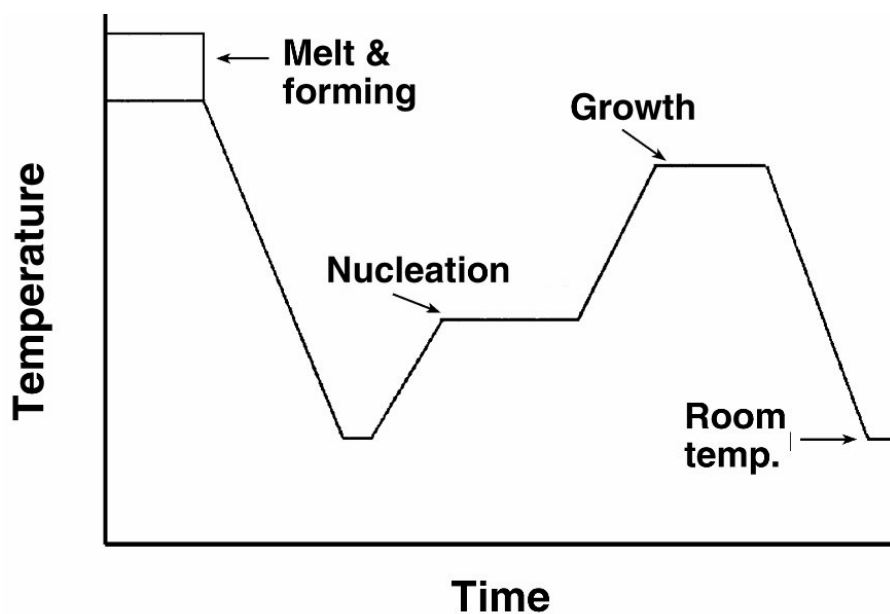 Melt &
forming
Growth
Nucleation
Room
temp.
Temperature
Time